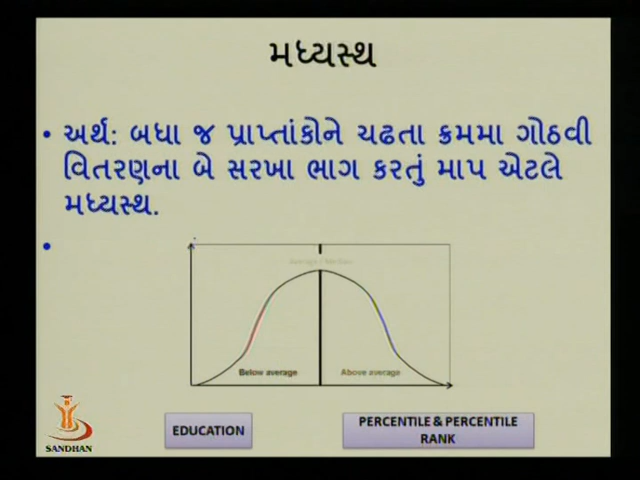 મધ્યસ્થ
• અર્થ: બધા જ પ્રાપ્તાંકોને ચઢતા ક્રમમા ગોઠવી
વિતરણના બે સરખા ભાગ કરતું માપ એટલે
મધ્યસ્થ.
Below average
Above average
SANDHAN
EDUCATION
PERCENTILE & PERCENTILE
RANK